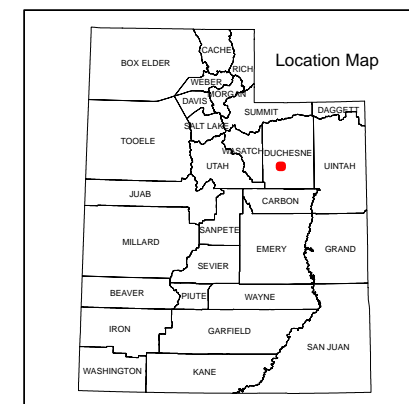 Location Map
CACHE
BOX ELDER
RICH
WEBER
MORGAN
DAVIS
SUMMIT
DAGGETT
SALT LAKE
TOOELE
WASATCH
DUCHESNE
UTAH
UINTAH
JUAB
CARBON
SANPETE
MILLARD
EMERY
GRAND
SEVIER
BEAVER
PIUTE
WAYNE
IRON
GARFIELD
SAN JUAN
WASHINGTON
KANE